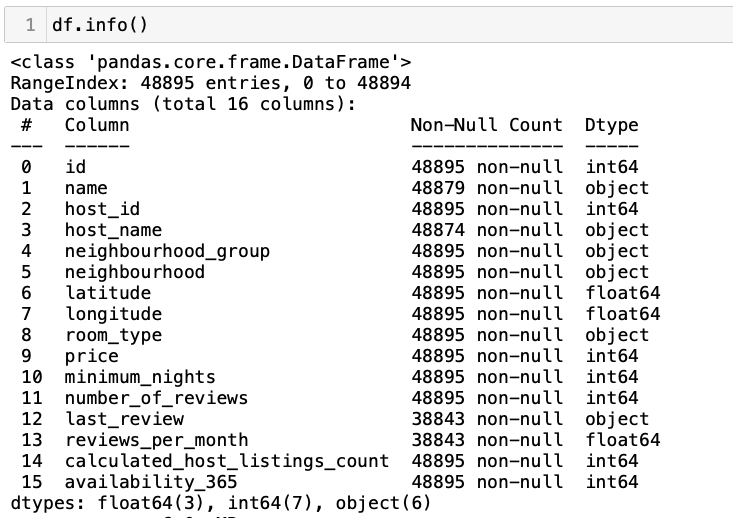 1 df.info()
<class 'pandas.core.frame.DataFrame'>
RangeIndex: 48895 entries, 0 to 48894
Data columns (total 16 columns):
 #   Column                          Non-Null Count  Dtype
---  ------                          --------------  -----
 0   id                              48895 non-null  int64
 1   name                            48879 non-null  object
 2   host_id                         48895 non-null  int64
 3   host_name                       48874 non-null  object
 4   neighbourhood_group             48895 non-null  object
 5   neighbourhood                   48895 non-null  object
 6   latitude                        48895 non-null  float64
 7   longitude                       48895 non-null  float64
 8   room_type                       48895 non-null  object
 9   price                           48895 non-null  int64
 10  minimum_nights                  48895 non-null  int64
 11  number_of_reviews               48895 non-null  int64
 12  last_review                     38843 non-null  object
 13  reviews_per_month               38843 non-null  float64
 14  calculated_host_listings_count  48895 non-null  int64
 15  availability_365                48895 non-null  int64
dtypes: float64(3), int64(7), object(6)